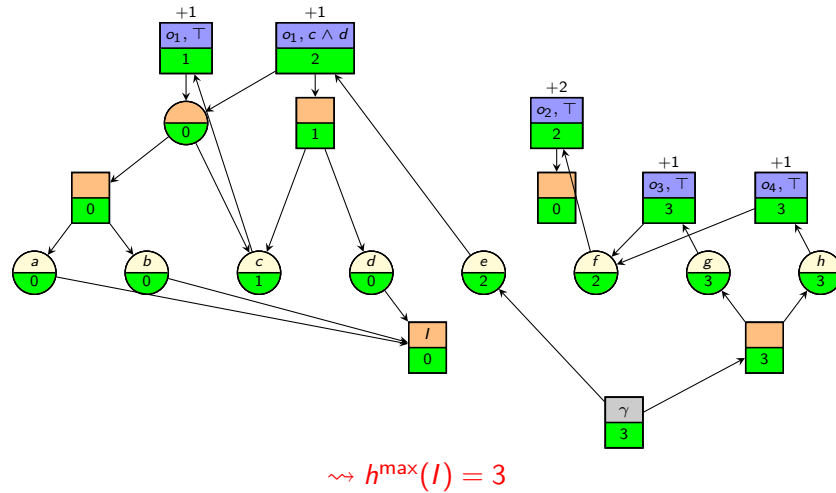 +1
+1
o₁, ⊤
1
o₁, c ∧ d
2
+2
o₂, ⊤
2
0
1
+1
+1
o₃, ⊤
3
o₄, ⊤
3
0
0
a
0
b
0
c
1
d
0
e
2
f
2
g
3
h
3
I
0
3
γ
3
⇝ hᵐᵃˣ(I) = 3